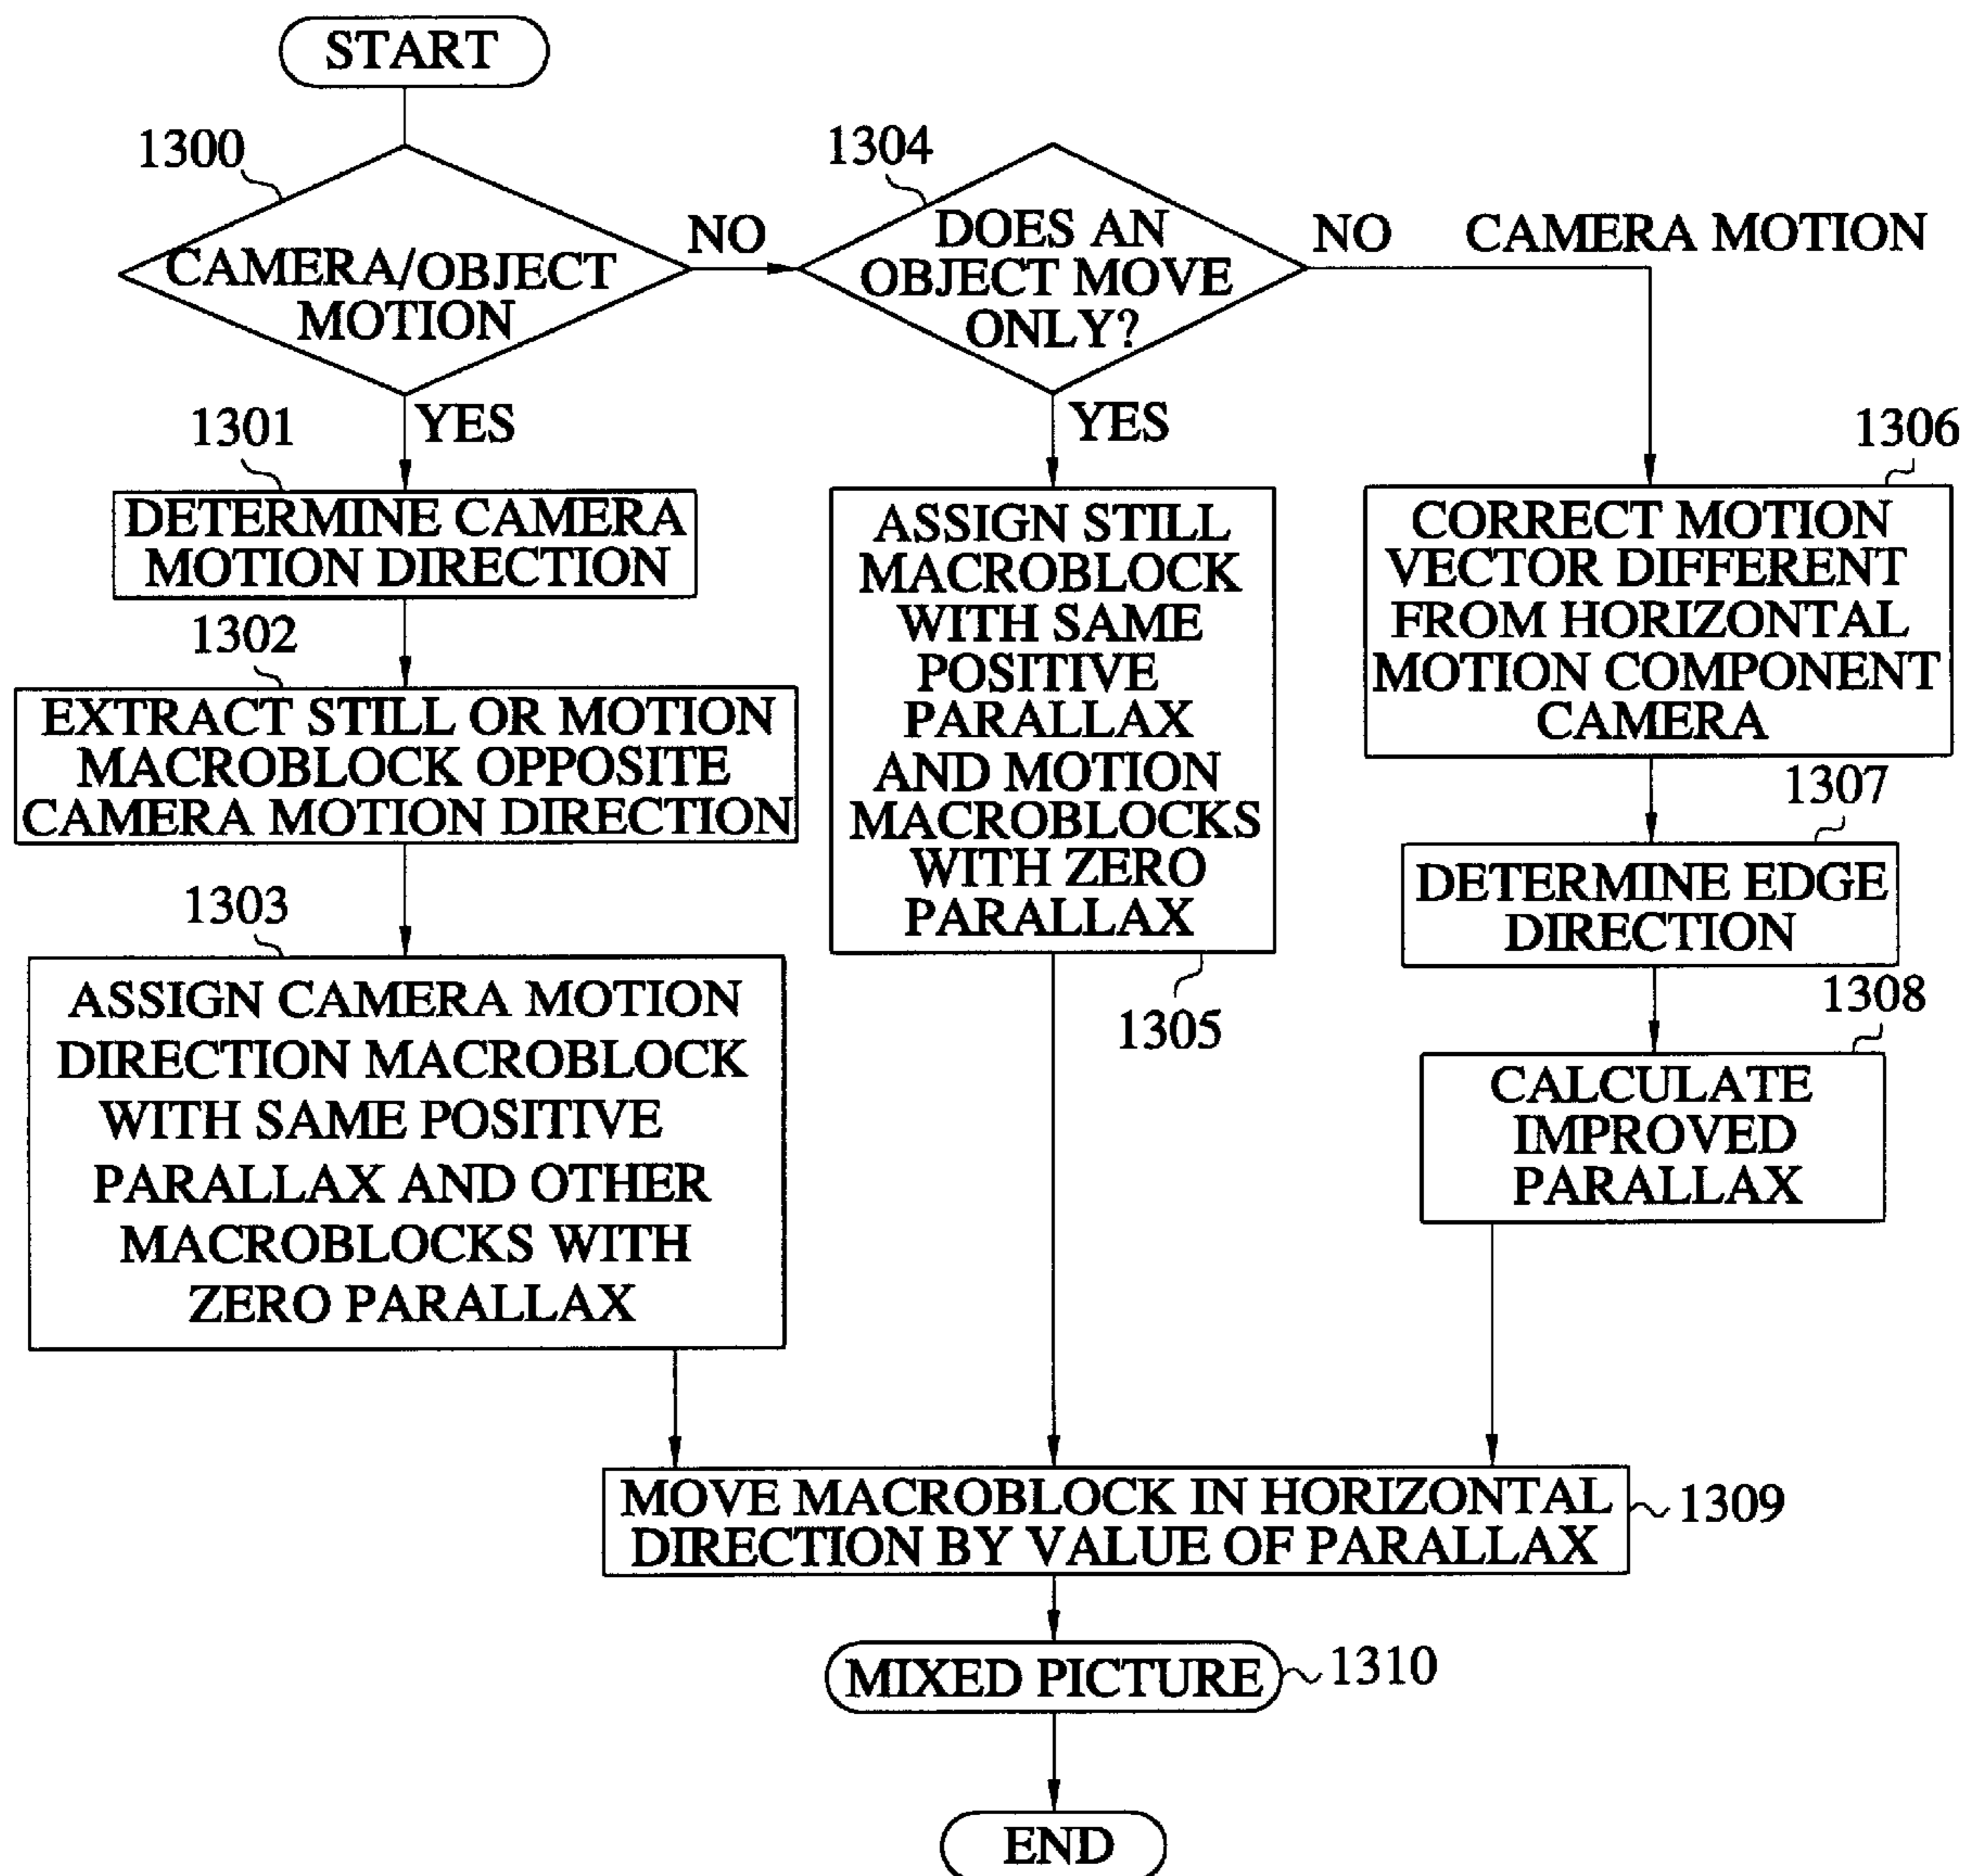 START
1300
CAMERA/OBJECT
MOTION
NO
1304
DOES AN
OBJECT MOVE
ONLY?
NO
CAMERA MOTION
YES
1301
DETERMINE CAMERA
MOTION DIRECTION
1302
EXTRACT STILL OR MOTION
MACROBLOCK OPPOSITE
CAMERA MOTION DIRECTION
1303
ASSIGN CAMERA MOTION
DIRECTION MACROBLOCK
WITH SAME POSITIVE
PARALLAX AND OTHER
MACROBLOCKS WITH
ZERO PARALLAX
YES
ASSIGN STILL
MACROBLOCK
WITH SAME
POSITIVE
PARALLAX
AND MOTION
MACROBLOCKS
WITH ZERO
PARALLAX
1305
1306
CORRECT MOTION
VECTOR DIFFERENT
FROM HORIZONTAL
MOTION COMPONENT
CAMERA
1307
DETERMINE EDGE
DIRECTION
1308
CALCULATE
IMPROVED
PARALLAX
MOVE MACROBLOCK IN HORIZONTAL
DIRECTION BY VALUE OF PARALLAX
1309
MIXED PICTURE
1310
END